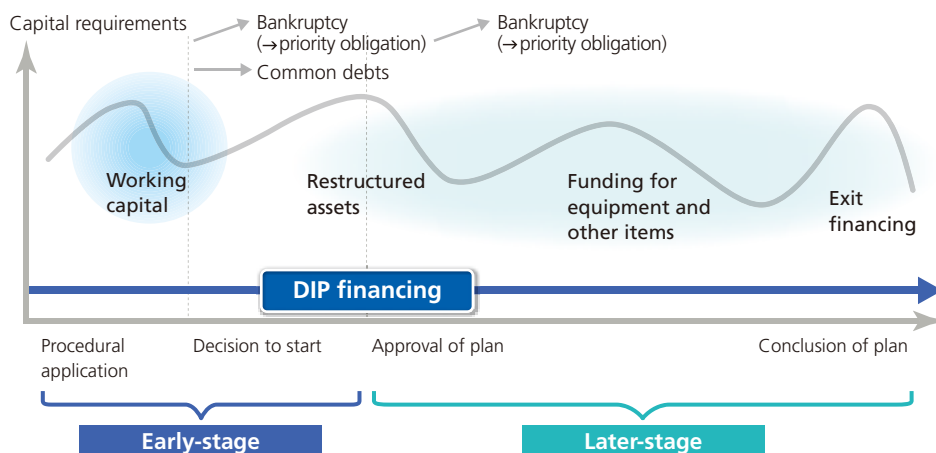 Capital requirements
Bankruptcy
(→priority obligation)
Bankruptcy
(→priority obligation)
Common debts
Working
capital
Restructured
assets
Funding for
equipment and
other items
Exit
financing
DIP financing
Procedural
application
Decision to start
Approval of plan
Conclusion of plan
Early-stage
Later-stage